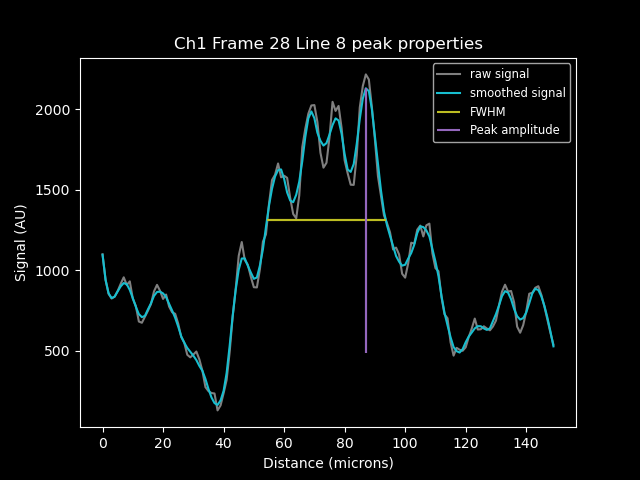 Ch1 Frame 28 Line 8 peak properties
raw signal
smoothed signal
FWHM
Peak amplitude
Signal (AU)
2000
1500
1000
500
0 20 40 60 80 100 120 140
Distance (microns)